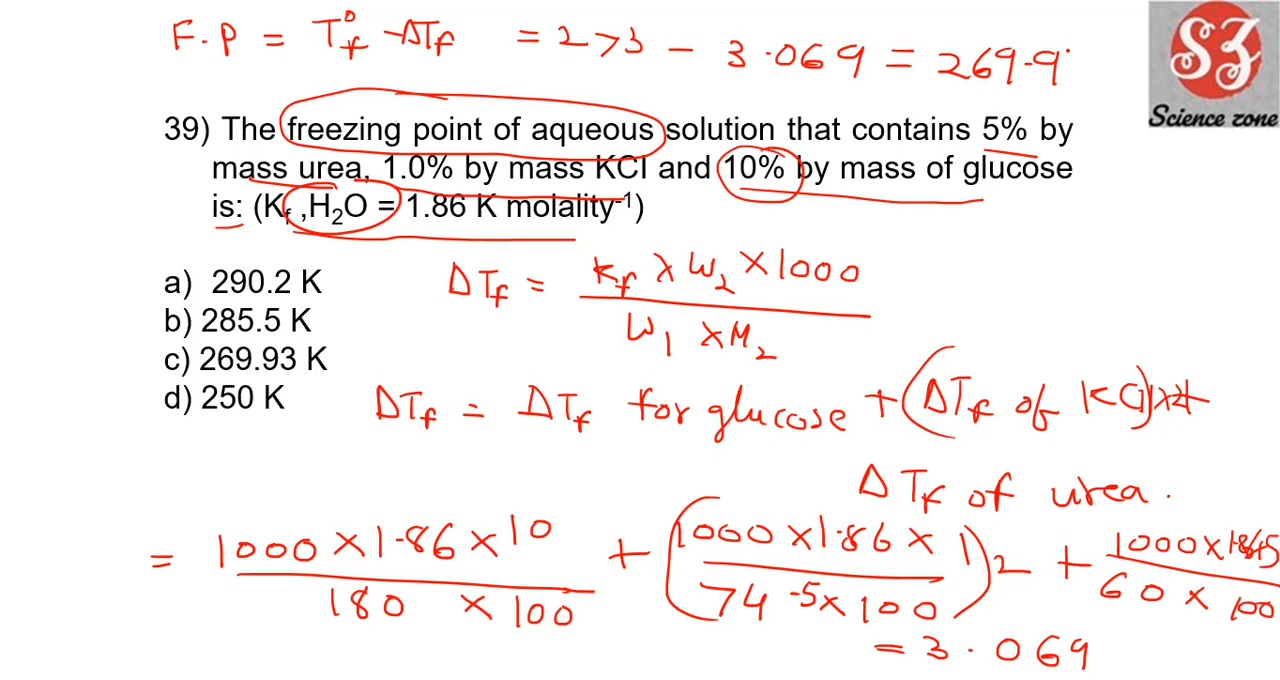 F.P = T°f - ΔTf = 273 - 3.069 = 269.9
SZ
Science zone
39) The freezing point of aqueous solution that contains 5% by
mass urea, 1.0% by mass KCl and 10% by mass of glucose
is: (Kf ,H2O = 1.86 K molality-1)
a) 290.2 K
b) 285.5 K
c) 269.93 K
d) 250 K
ΔTf = Kf × W2 × 1000
W1 × M2
ΔTf = ΔTf for glucose + (ΔTf of KCl) × 2 +
ΔTf of urea.
= 1000 × 1.86 × 10 / 180 × 100 + (1000 × 1.86 × 1 / 74.5 × 100) 2 + 1000 × 1.86 × 5 / 60 × 100
= 3.069